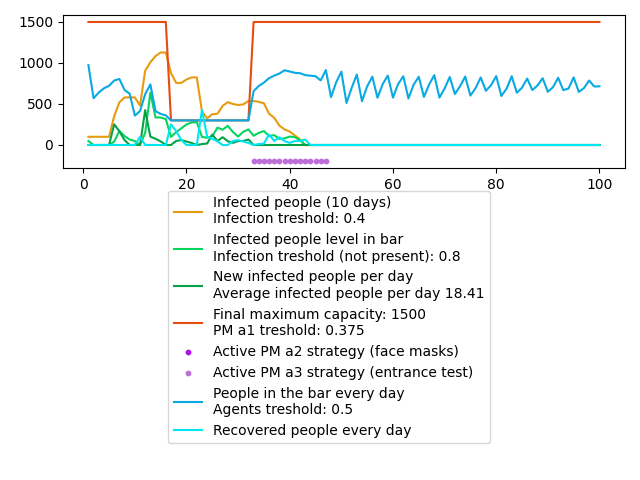 1500
1000
500
0
0 20 40 60 80 100
Infected people (10 days)
Infection treshold: 0.4
Infected people level in bar
Infection treshold (not present): 0.8
New infected people per day
Average infected people per day 18.41
Final maximum capacity: 1500
PM a1 treshold: 0.375
Active PM a2 strategy (face masks)
Active PM a3 strategy (entrance test)
People in the bar every day
Agents treshold: 0.5
Recovered people every day